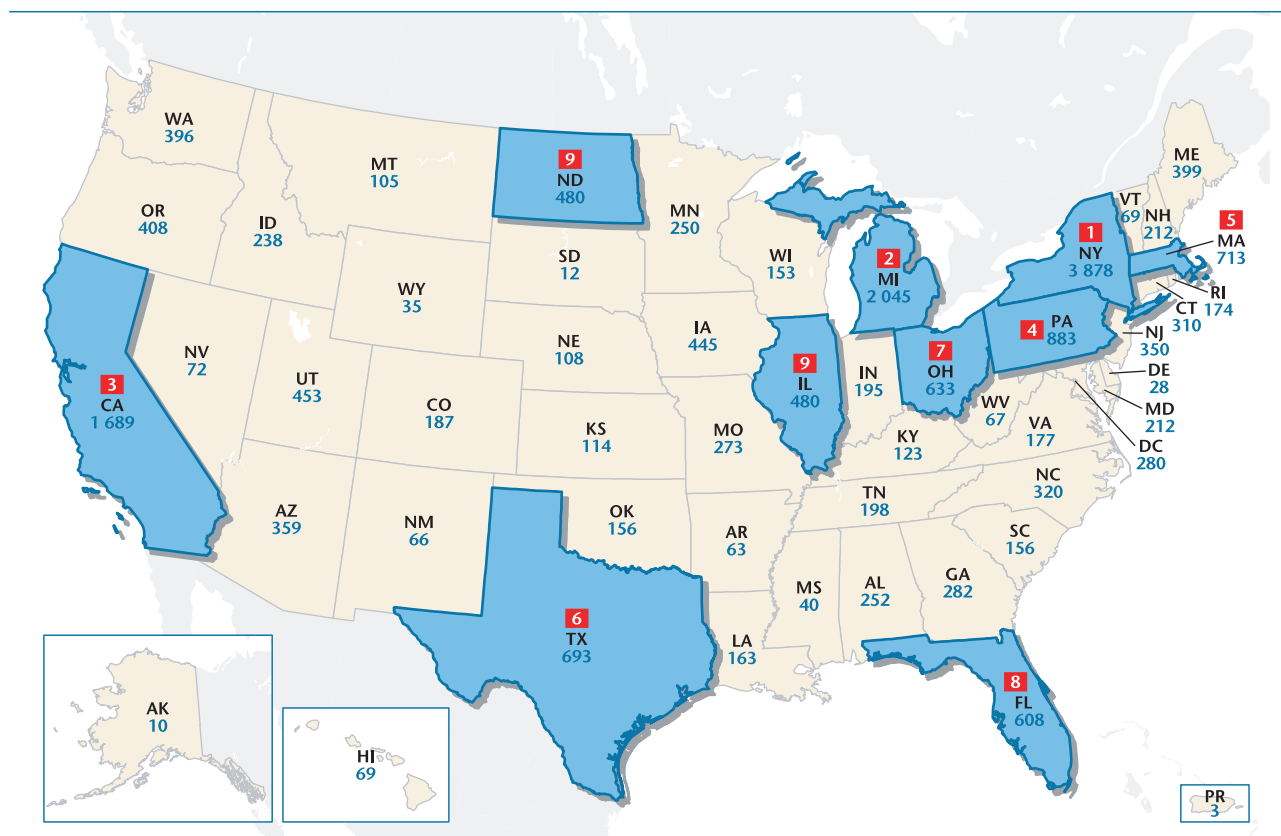 WA
396
MT
105
9
ND
480
ME
399
VT
69
NH
212
OR
408
ID
238
MN
250
5
MA
713
1
NY
3 878
SD
12
WI
153
2
MI
2 045
WY
35
RI
174
CT
310
IA
445
4
PA
883
NJ
350
NV
72
NE
108
7
OH
633
9
IL
480
IN
195
DE
28
3
CA
1 689
UT
453
CO
187
WV
67
MD
212
VA
177
DC
280
KS
114
MO
273
KY
123
NC
320
TN
198
AZ
359
NM
66
OK
156
AR
63
SC
156
MS
40
AL
252
GA
282
6
TX
693
LA
163
8
FL
608
AK
10
HI
69
PR
3